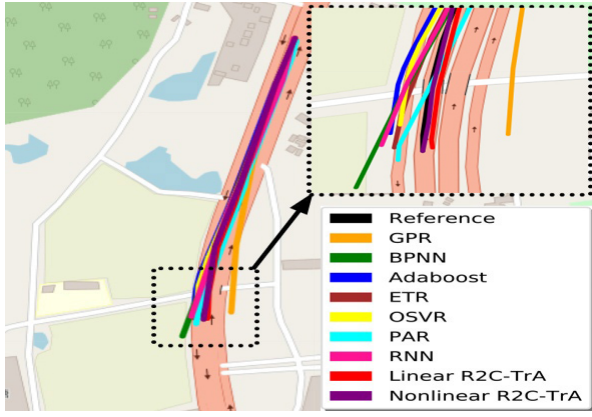 Reference
GPR
BPNN
Adaboost
ETR
OSVR
PAR
RNN
Linear R2C-TrA
Nonlinear R2C-TrA